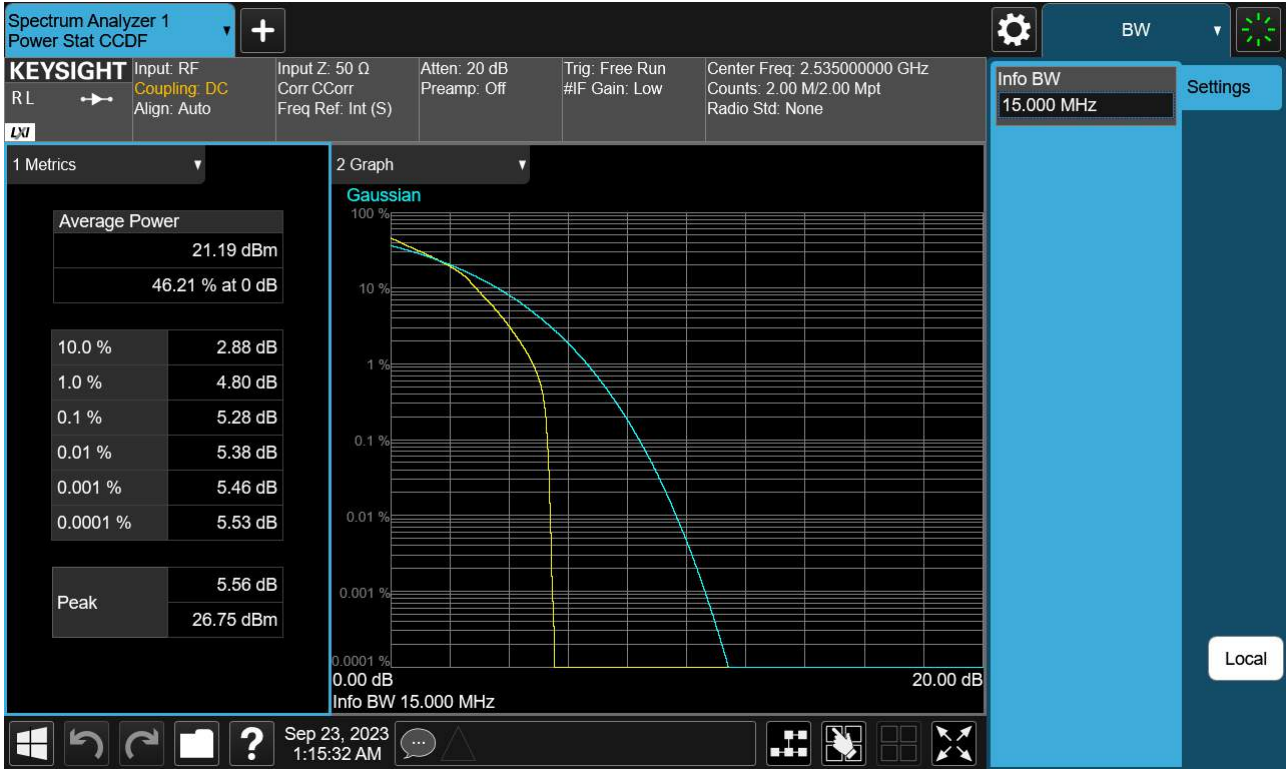 Spectrum Analyzer 1
Power Stat CCDF
+
BW
KEYSIGHT
R L
LXI
Input: RF
Coupling: DC
Align: Auto
Input Z: 50 Ω
Corr CCorr
Freq Ref: Int (S)
Atten: 20 dB
Preamp: Off
Trig: Free Run
#IF Gain: Low
Center Freq: 2.535000000 GHz
Counts: 2.00 M/2.00 Mpt
Radio Std: None
Info BW
15.000 MHz
Settings
1 Metrics
Average Power
21.19 dBm
46.21 % at 0 dB
10.0 % 2.88 dB
1.0 % 4.80 dB
0.1 % 5.28 dB
0.01 % 5.38 dB
0.001 % 5.46 dB
0.0001 % 5.53 dB
Peak
5.56 dB
26.75 dBm
2 Graph
Gaussian
100 %
10 %
1 %
0.1 %
0.01 %
0.001 %
0.0001 %
0.00 dB 20.00 dB
Info BW 15.000 MHz
Local
?
Sep 23, 2023
1:15:32 AM